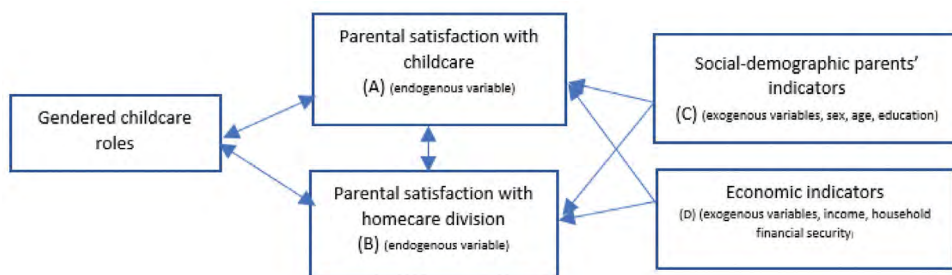 Gendered childcare
roles
Parental satisfaction with
childcare
(A) (endogenous variable)
Parental satisfaction with
homecare division
(B) (endogenous variable)
Social-demographic parents'
indicators
(C) (exogenous variables, sex, age, education)
Economic indicators
(D) (exogenous variables, income, household
financial security)